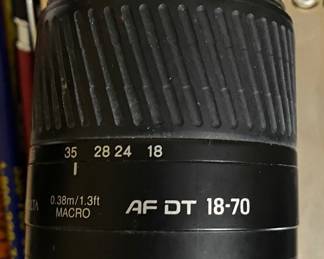 35 28 24 18
0.38m/1.3ft
MACRO
AF DT 18-70